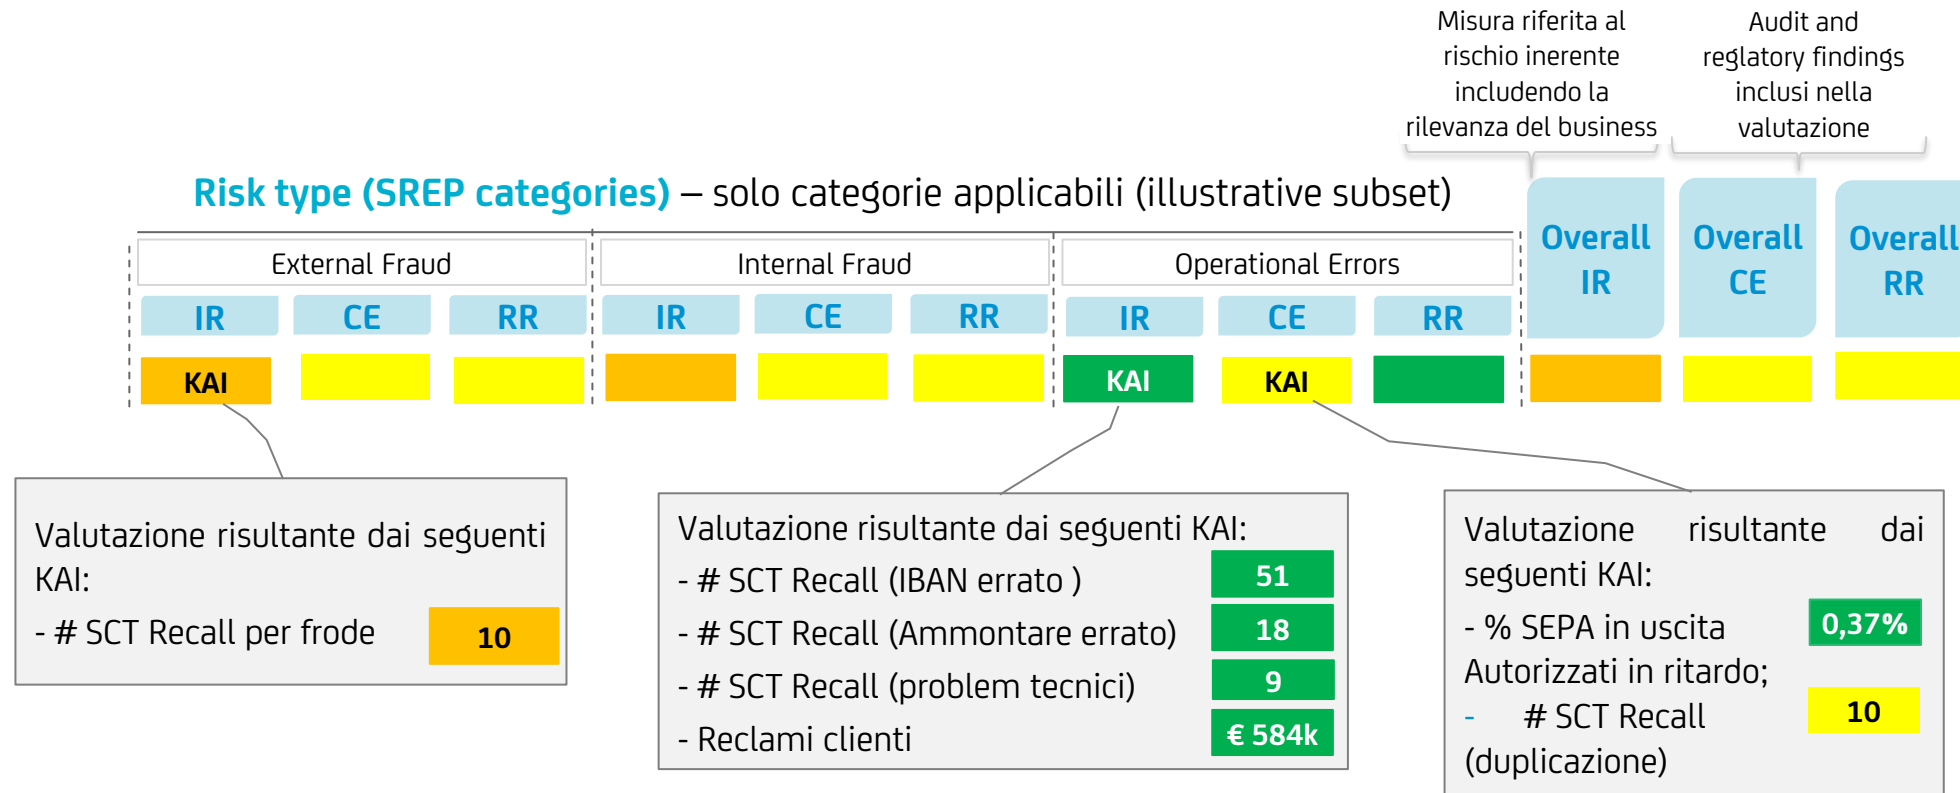 Misura riferita al
rischio inerente
includendo la
rilevanza del business
Audit and
reglatory findings
inclusi nella
valutazione
Risk type (SREP categories) – solo categorie applicabili (illustrative subset)
Overall
IR
Overall
CE
Overall
RR
External Fraud
Internal Fraud
Operational Errors
IR CE RR IR CE RR IR CE RR
KAI KAI KAI
Valutazione risultante dai seguenti
KAI:
- # SCT Recall per frode 10
Valutazione risultante dai seguenti KAI:
- # SCT Recall (IBAN errato ) 51
- # SCT Recall (Ammontare errato) 18
- # SCT Recall (problem tecnici) 9
- Reclami clienti € 584k
Valutazione risultante dai
seguenti KAI:
- % SEPA in uscita 0,37%
Autorizzati in ritardo;
- # SCT Recall 10
(duplicazione)